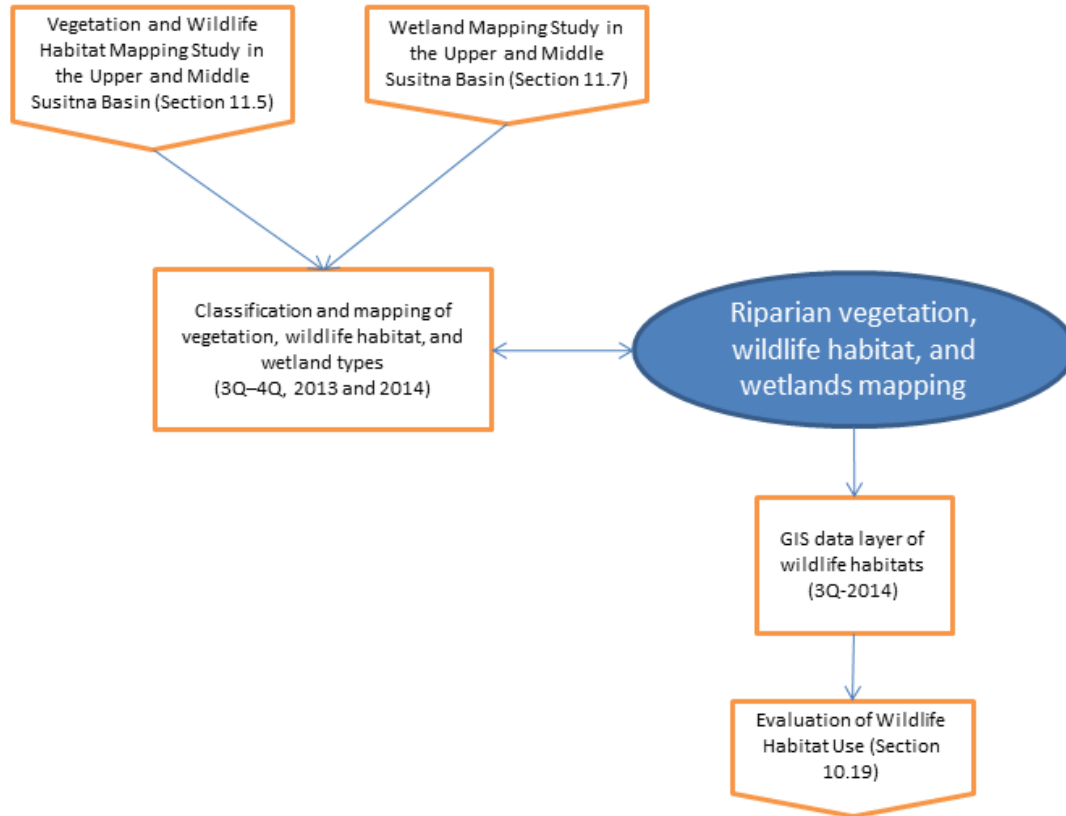 Vegetation and Wildlife
Habitat Mapping Study in
the Upper and Middle
Susitna Basin (Section 11.5)
Wetland Mapping Study in
the Upper and Middle
Susitna Basin (Section 11.7)
Classification and mapping of
vegetation, wildlife habitat, and
wetland types
(3Q–4Q, 2013 and 2014)
Riparian vegetation,
wildlife habitat, and
wetlands mapping
GIS data layer of
wildlife habitats
(3Q-2014)
Evaluation of Wildlife
Habitat Use (Section
10.19)